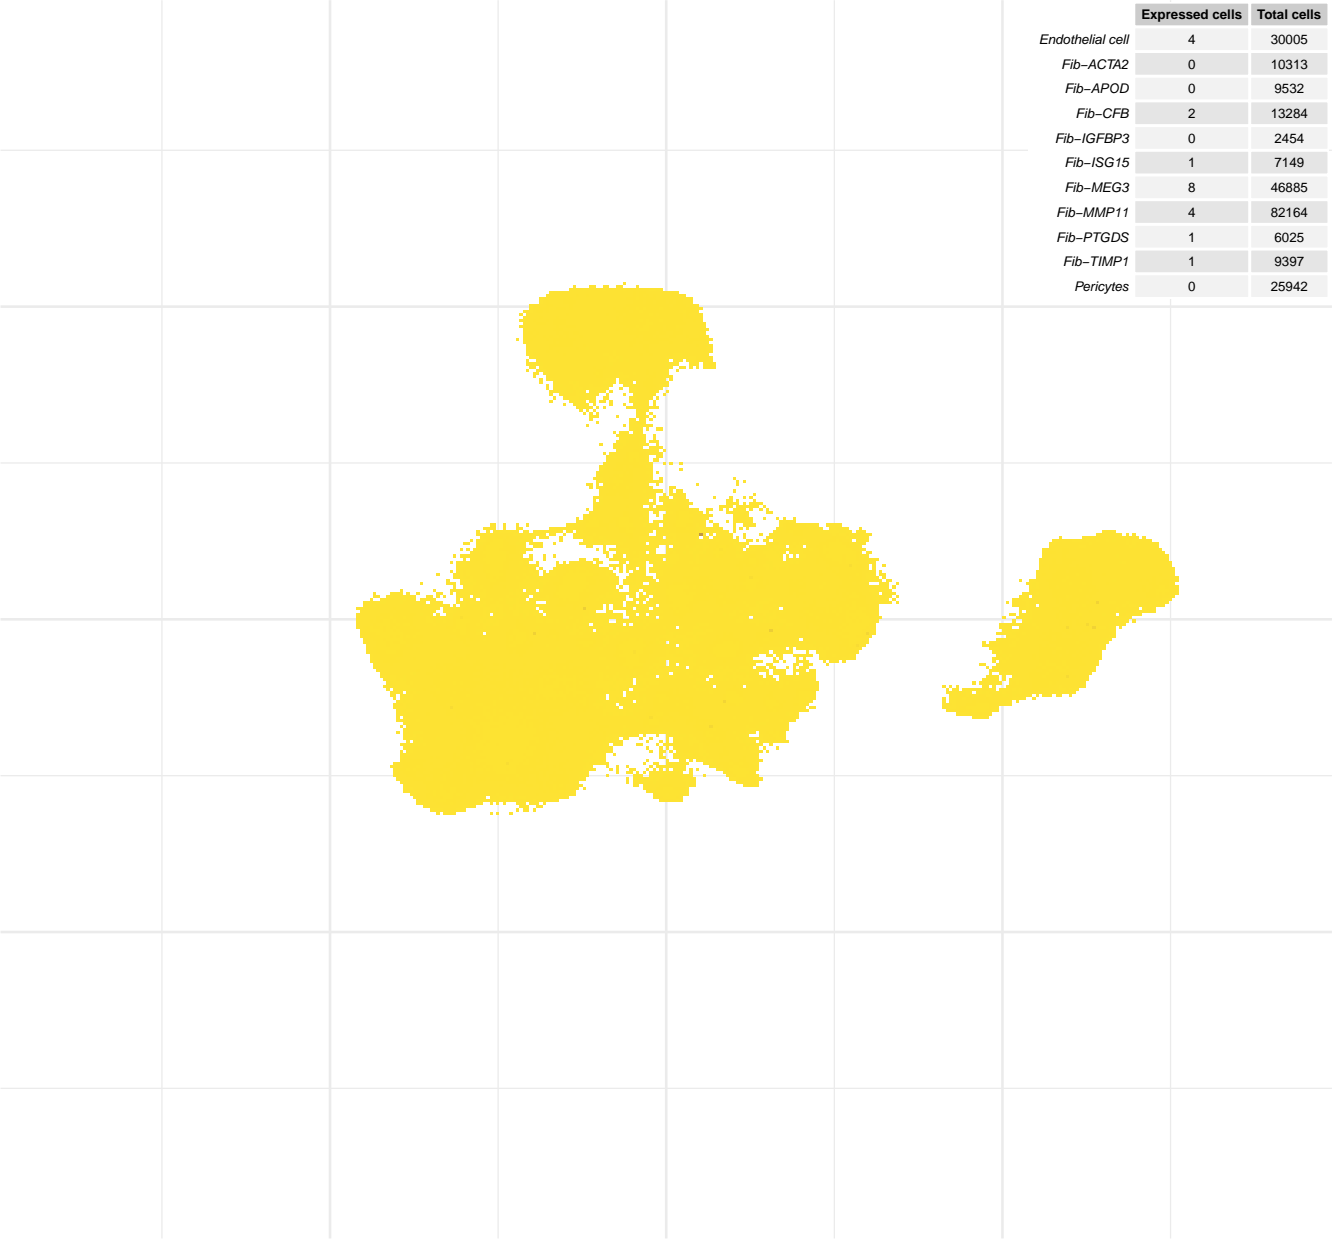 Expressed cells Total cells
Endothelial cell 4 30005
Fib−ACTA2 0 10313
Fib−APOD 0 9532
Fib−CFB 2 13284
Fib−IGFBP3 0 2454
Fib−ISG15 1 7149
Fib−MEG3 8 46885
Fib−MMP11 4 82164
Fib−PTGDS 1 6025
Fib−TIMP1 1 9397
Pericytes 0 25942